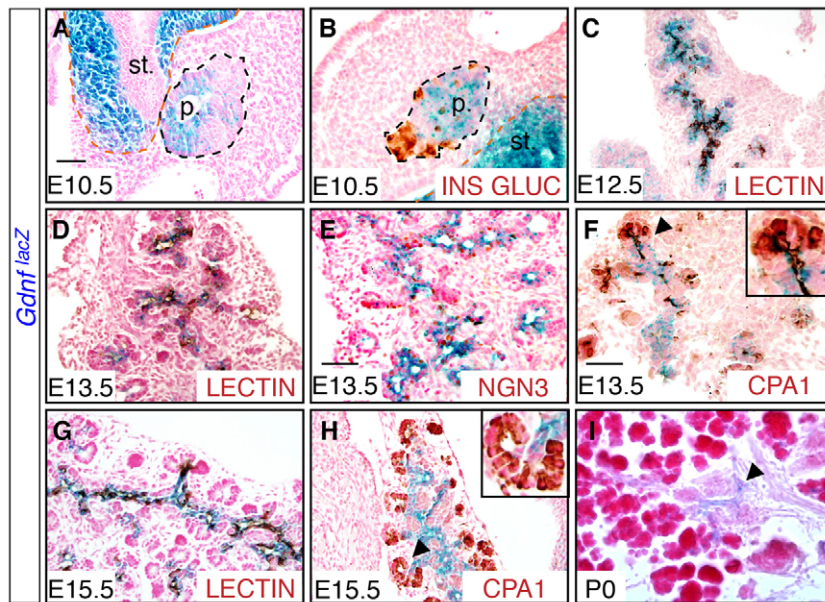 Gdnf lacZ
A
st.
p.
E10.5
B
p.
st.
E10.5 INS GLUC
C
E12.5 LECTIN
D
E13.5 LECTIN
E
E13.5 NGN3
F
E13.5 CPA1
G
E15.5 LECTIN
H
E15.5 CPA1
I
P0